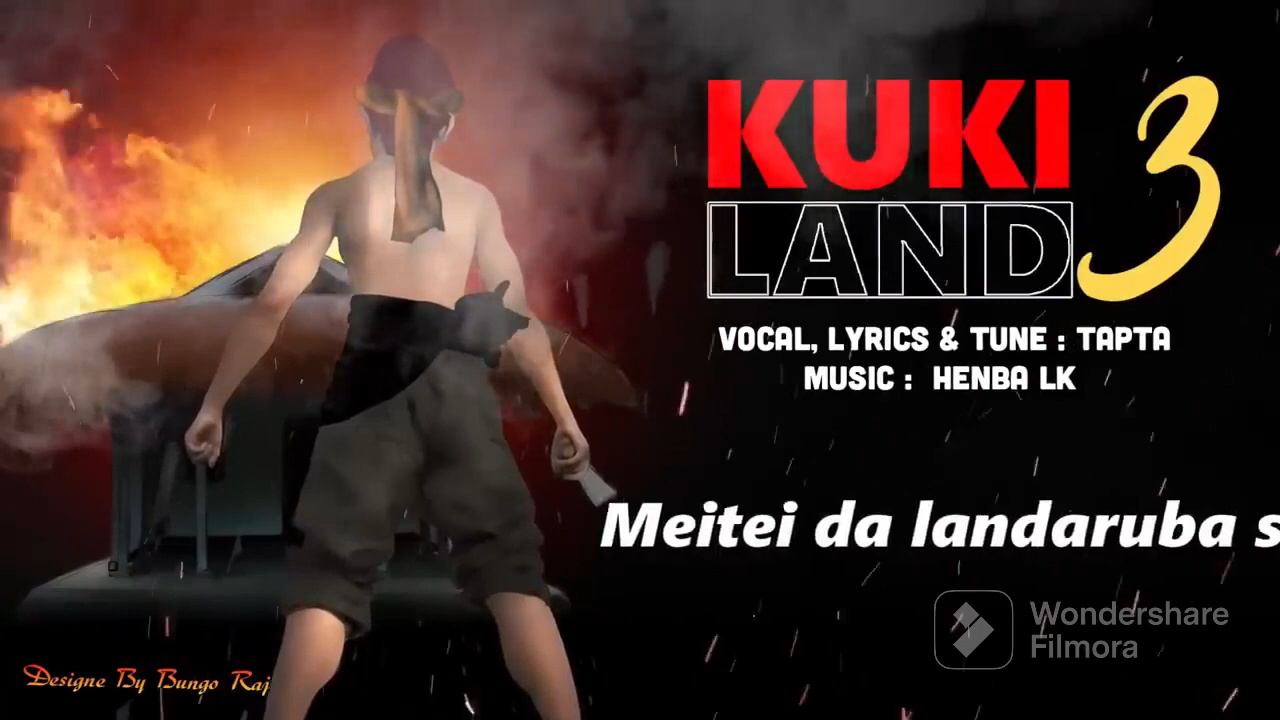 KUKI
LAND 3
VOCAL, LYRICS & TUNE : TAPTA
MUSIC : HENBA LK
Meitei da landaruba s
Wondershare
Filmora
Designe By Bungo Raj